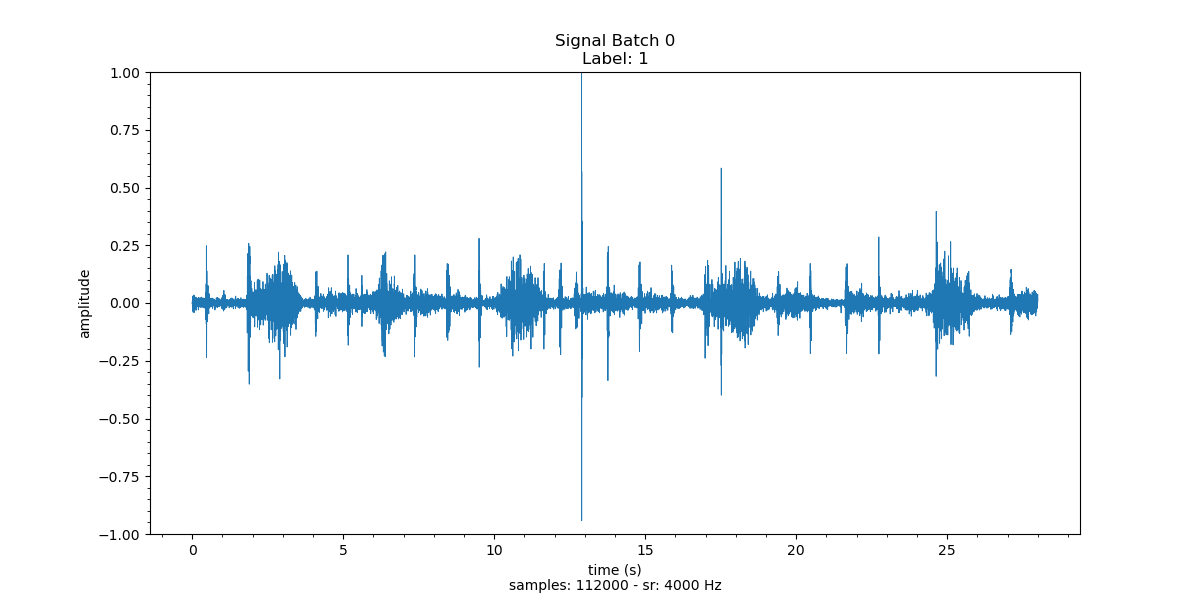 Signal Batch 0
Label: 1
1.00
0.75
0.50
0.25
0.00
−0.25
−0.50
−0.75
−1.00
amplitude
0 5 10 15 20 25
time (s)
samples: 112000 - sr: 4000 Hz